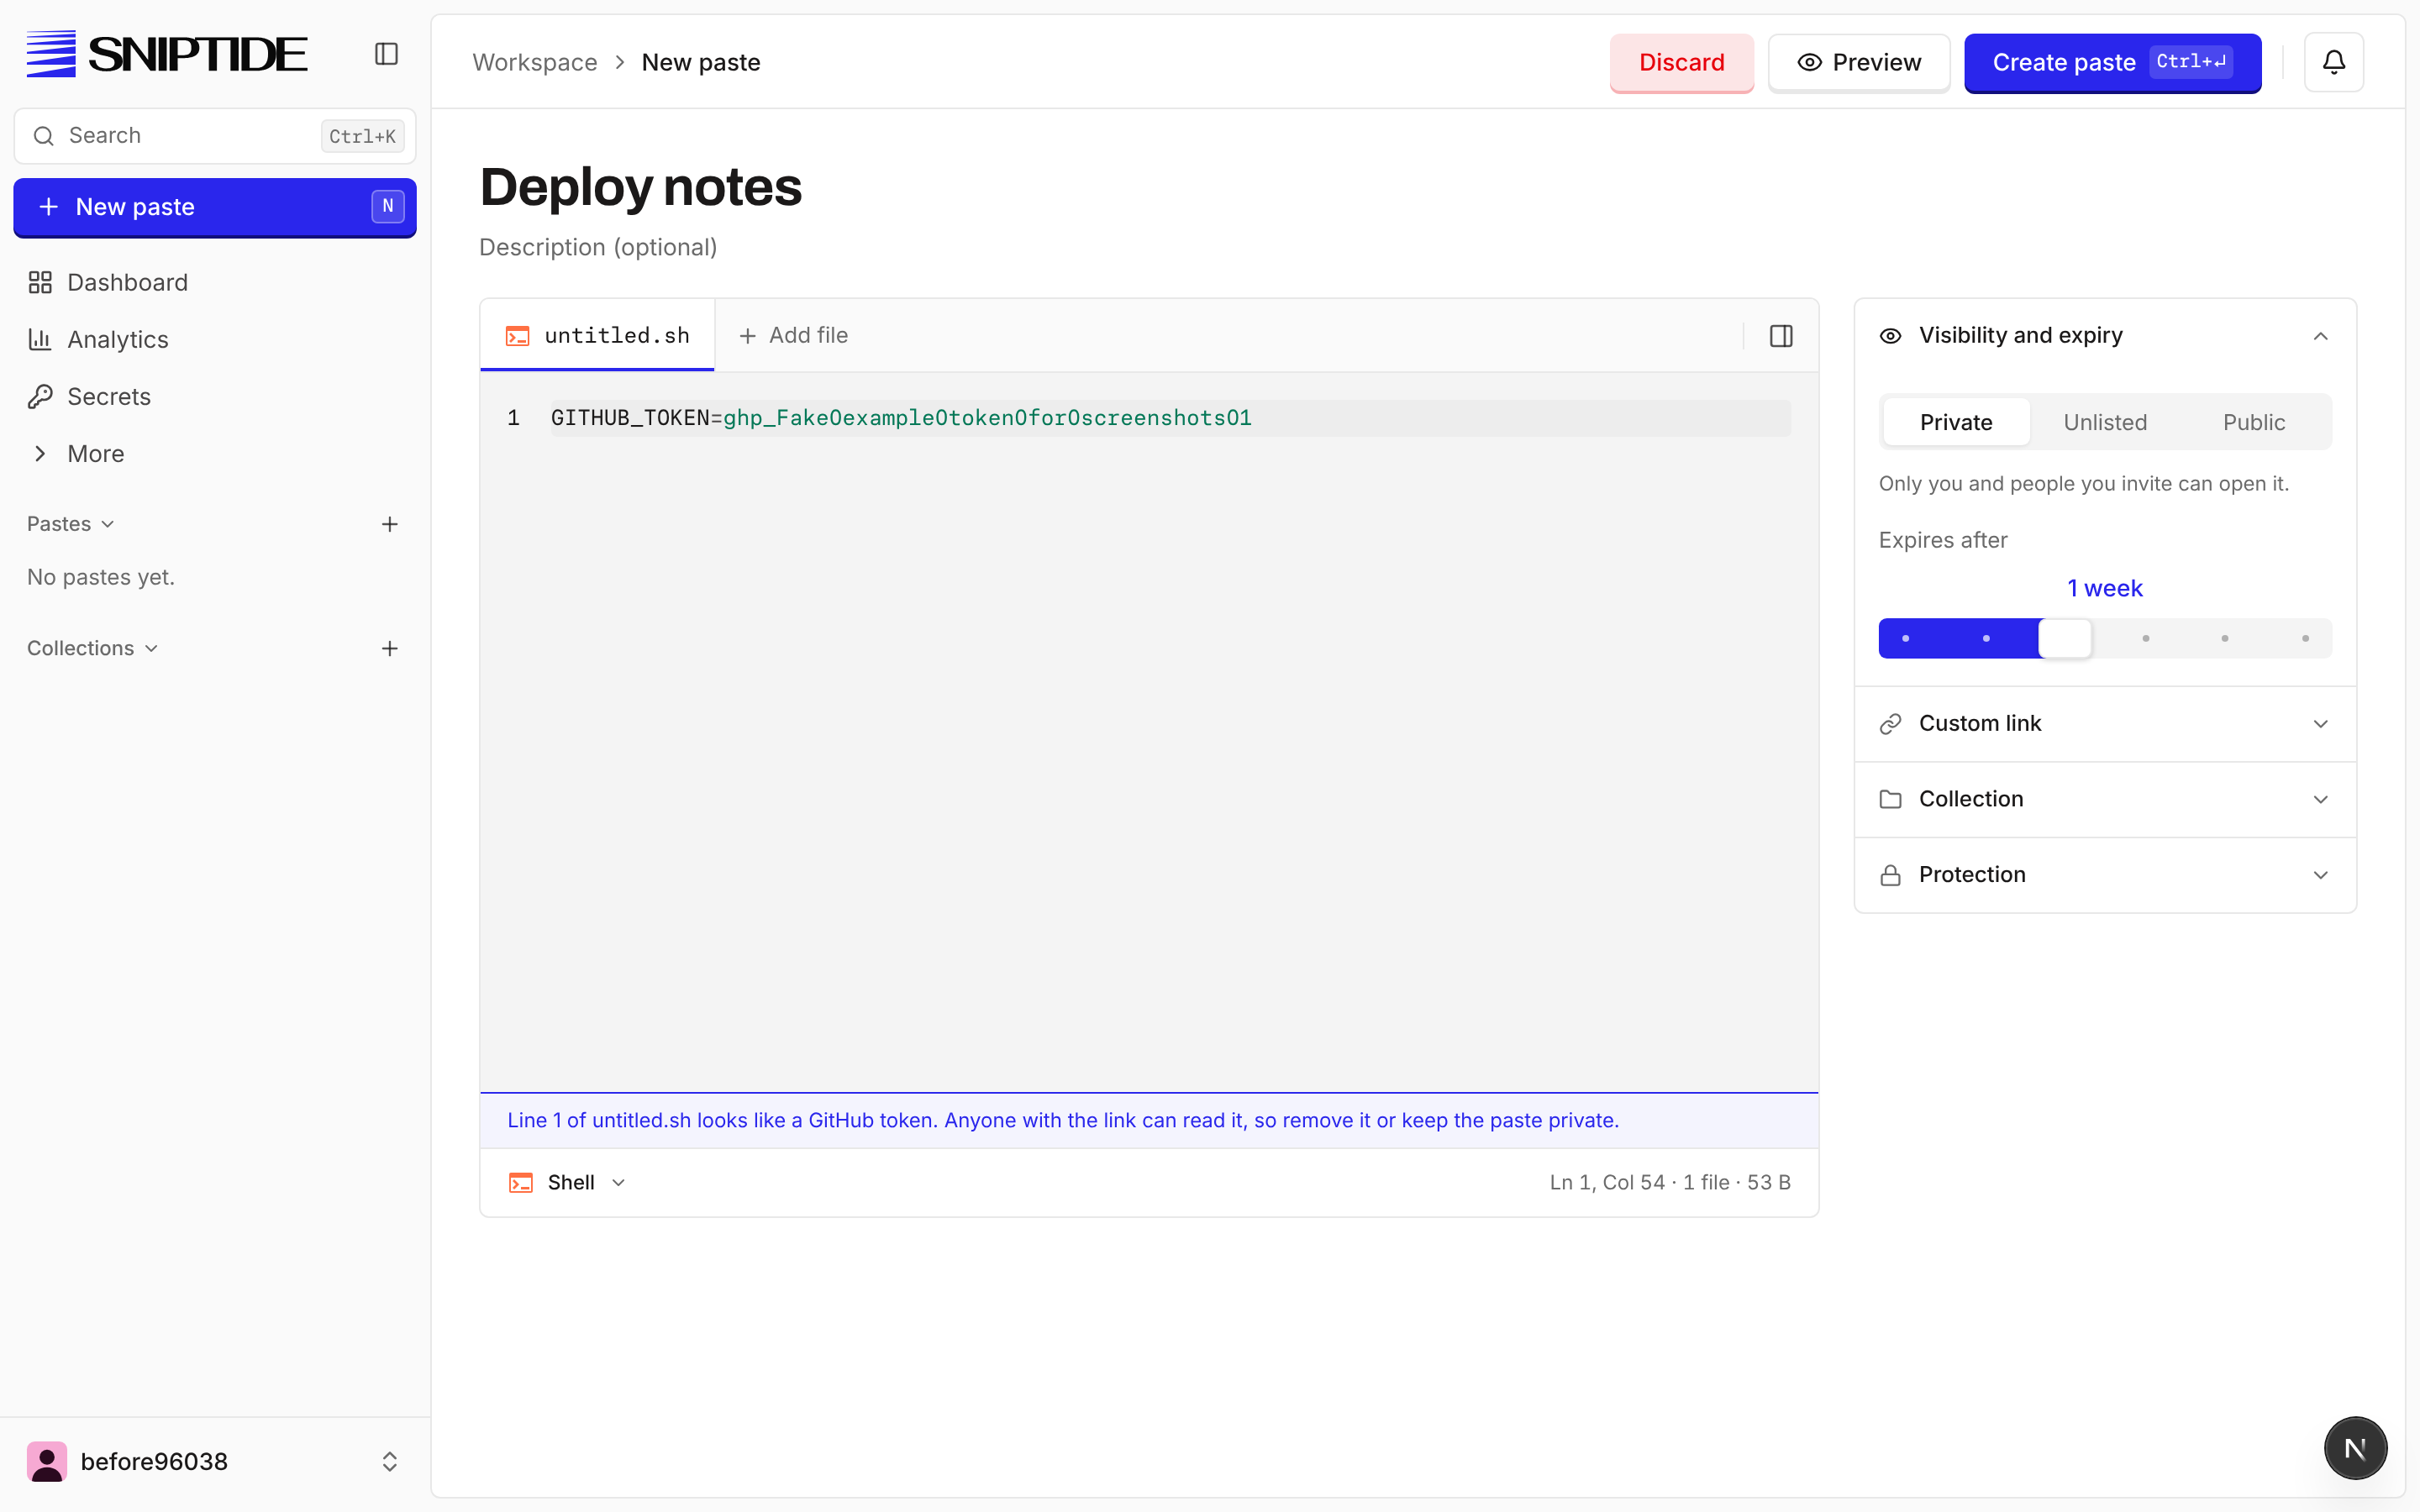 SNIPTIDE
Search Ctrl+K
New paste N
Dashboard
Analytics
Secrets
More
Pastes
No pastes yet.
Collections
before96038
Workspace > New paste
Discard
Preview
Create paste Ctrl+↵
Deploy notes
Description (optional)
untitled.sh
+ Add file
1 GITHUB_TOKEN=ghp_Fake0example0token0for0screenshots01
Line 1 of untitled.sh looks like a GitHub token. Anyone with the link can read it, so remove it or keep the paste private.
Shell
Ln 1, Col 54 · 1 file · 53 B
Visibility and expiry
Private Unlisted Public
Only you and people you invite can open it.
Expires after
1 week
Custom link
Collection
Protection
N